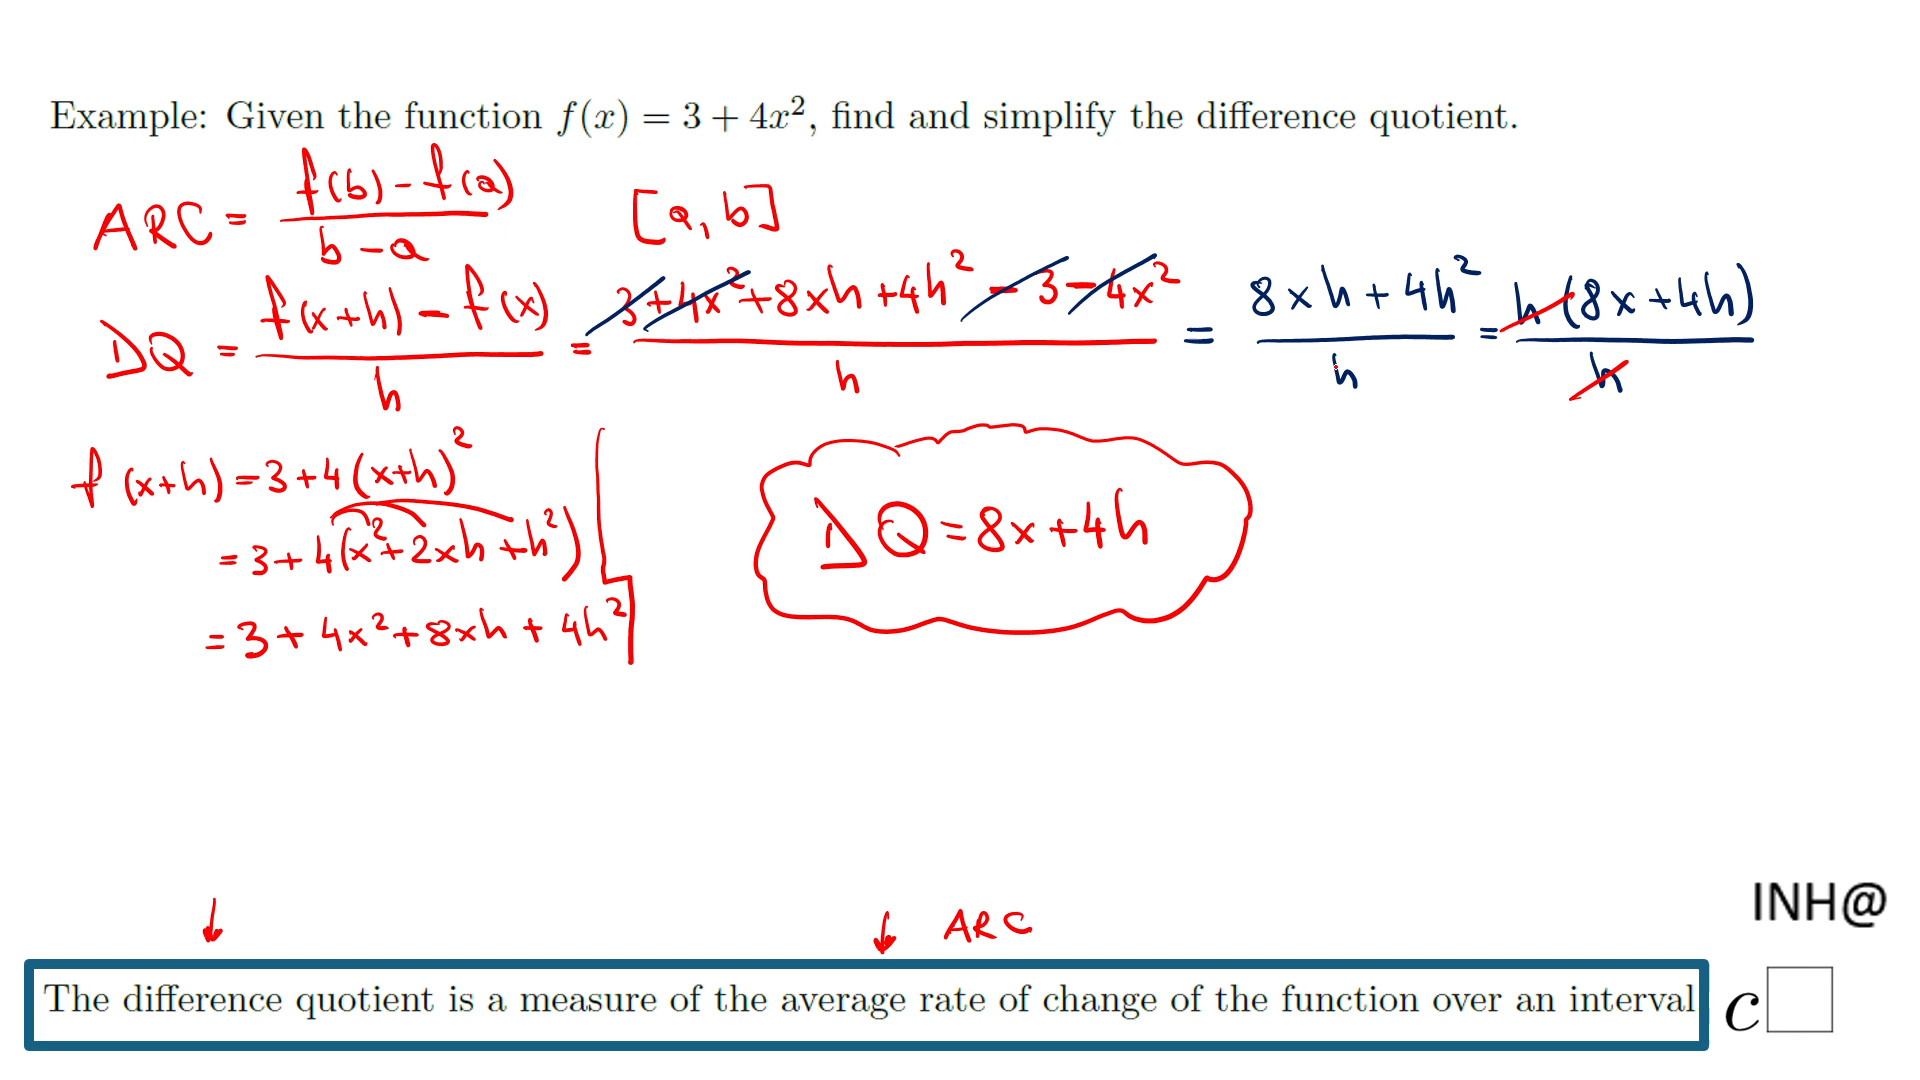 Example: Given the function f(x) = 3 + 4x², find and simplify the difference quotient.
ARC = f(b) - f(a) / b - a [a, b]
DQ = f(x+h) - f(x) / h = 3+4x²+8xh+4h²-3-4x² / h = 8xh+4h² / h = h(8x+4h) / h
f(x+h) = 3+4(x+h)²
= 3+4(x²+2xh+h²)
= 3+4x²+8xh+4h²
DQ = 8x+4h
↓ ↓ ARC
The difference quotient is a measure of the average rate of change of the function over an interval
INH@
c□